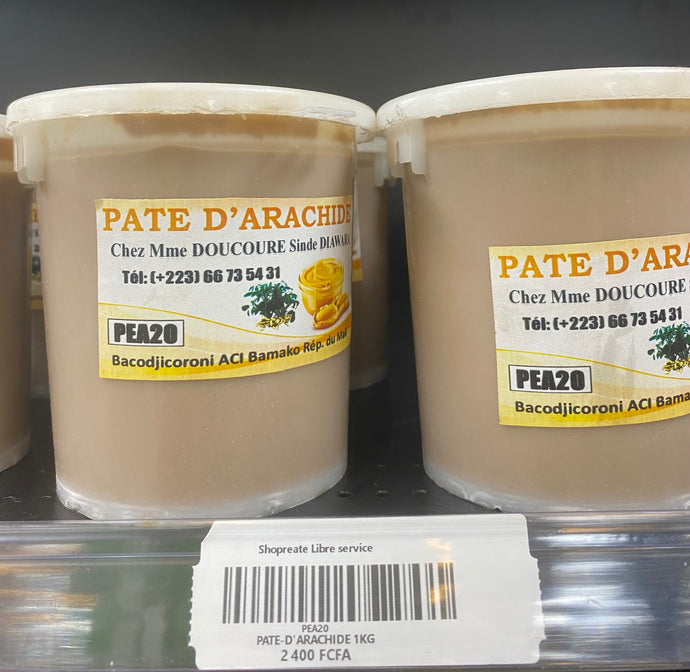 PATE D'ARACHIDE
Chez Mme DOUCOURE Sinde DIAWARA
Tél: (+223) 66 73 54 31
PEA20
Bacodjicoroni ACI Bamako Rép. du Mali
PATE D'ARA
Chez Mme DOUCOURE
Tél: (+223) 66 73 54 31
PEA20
Bacodjicoroni ACI Bama
Shopreate Libre service
PEA20
PATE-D'ARACHIDE 1KG
2 400 FCFA